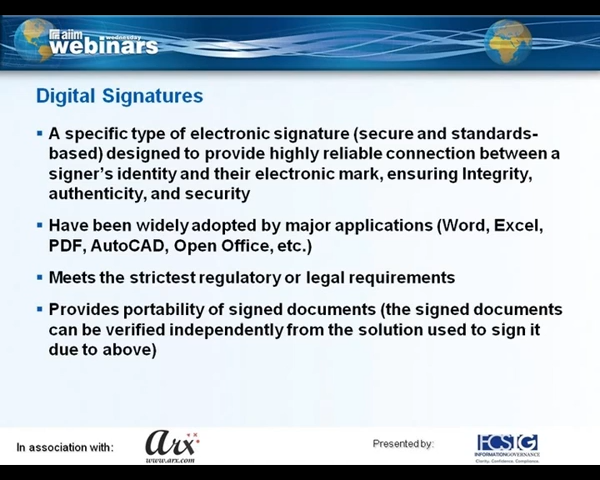 aiim
wednesday
webinars
Digital Signatures
▪ A specific type of electronic signature (secure and standards-
based) designed to provide highly reliable connection between a
signer's identity and their electronic mark, ensuring Integrity,
authenticity, and security
▪ Have been widely adopted by major applications (Word, Excel,
PDF, AutoCAD, Open Office, etc.)
▪ Meets the strictest regulatory or legal requirements
▪ Provides portability of signed documents (the signed documents
can be verified independently from the solution used to sign it
due to above)
In association with:
arx
www.arx.com
Presented by:
FCSIG
INFORMATIONGOVERNANCE
Clarity. Confidence. Compliance.